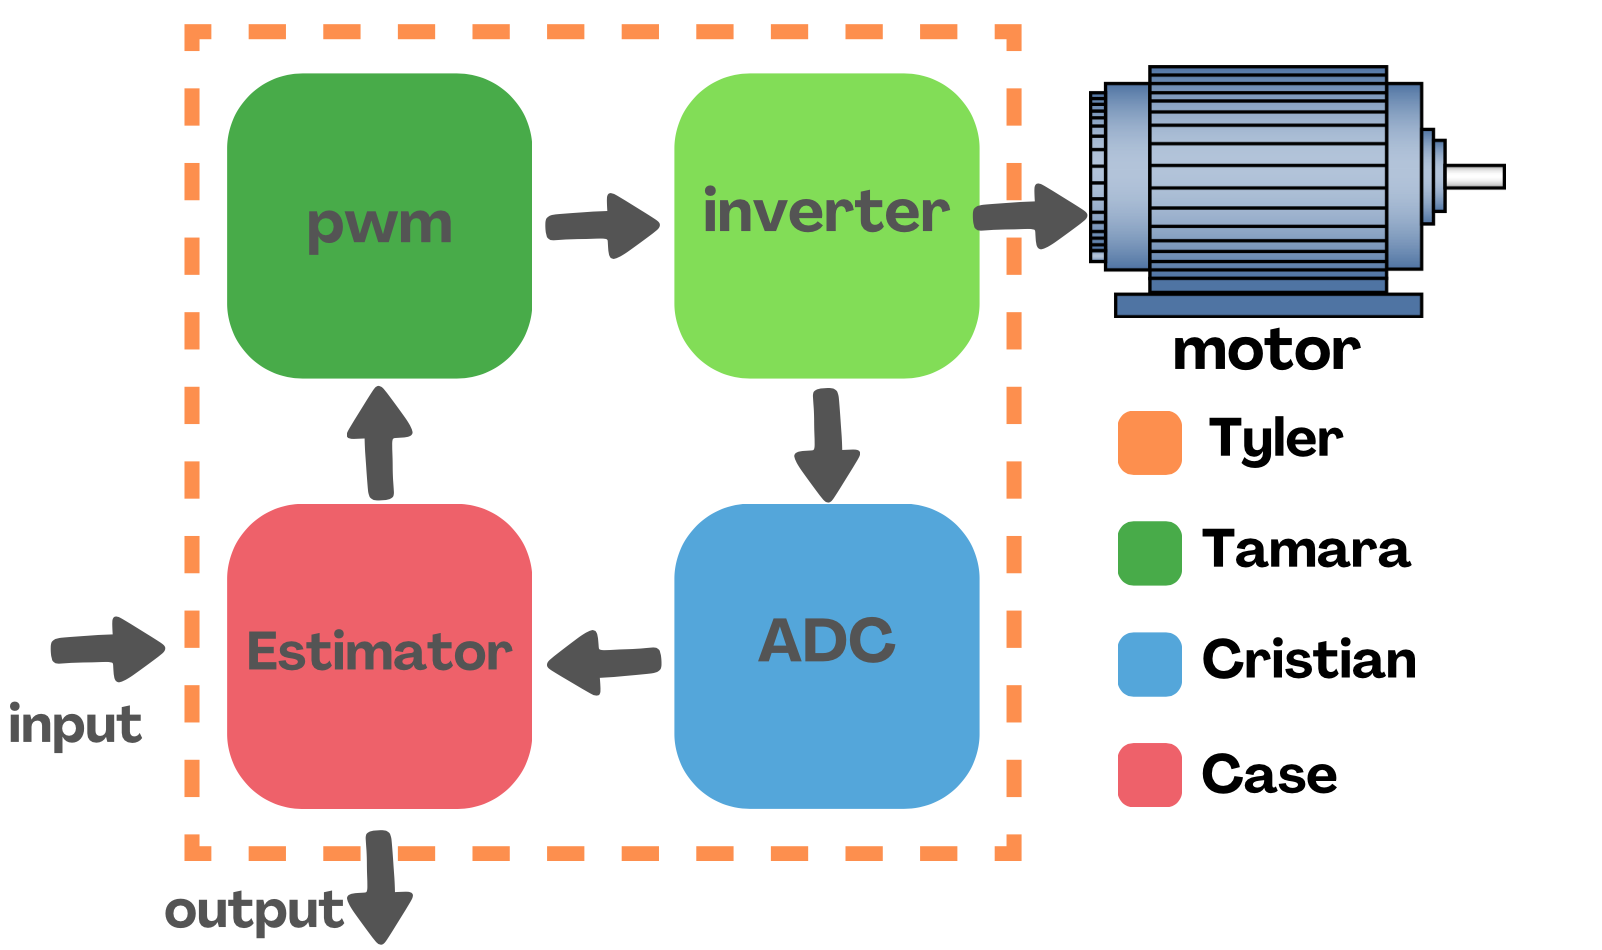 pwm
inverter
motor
Tyler
Tamara
Estimator
ADC
Cristian
input
Case
output